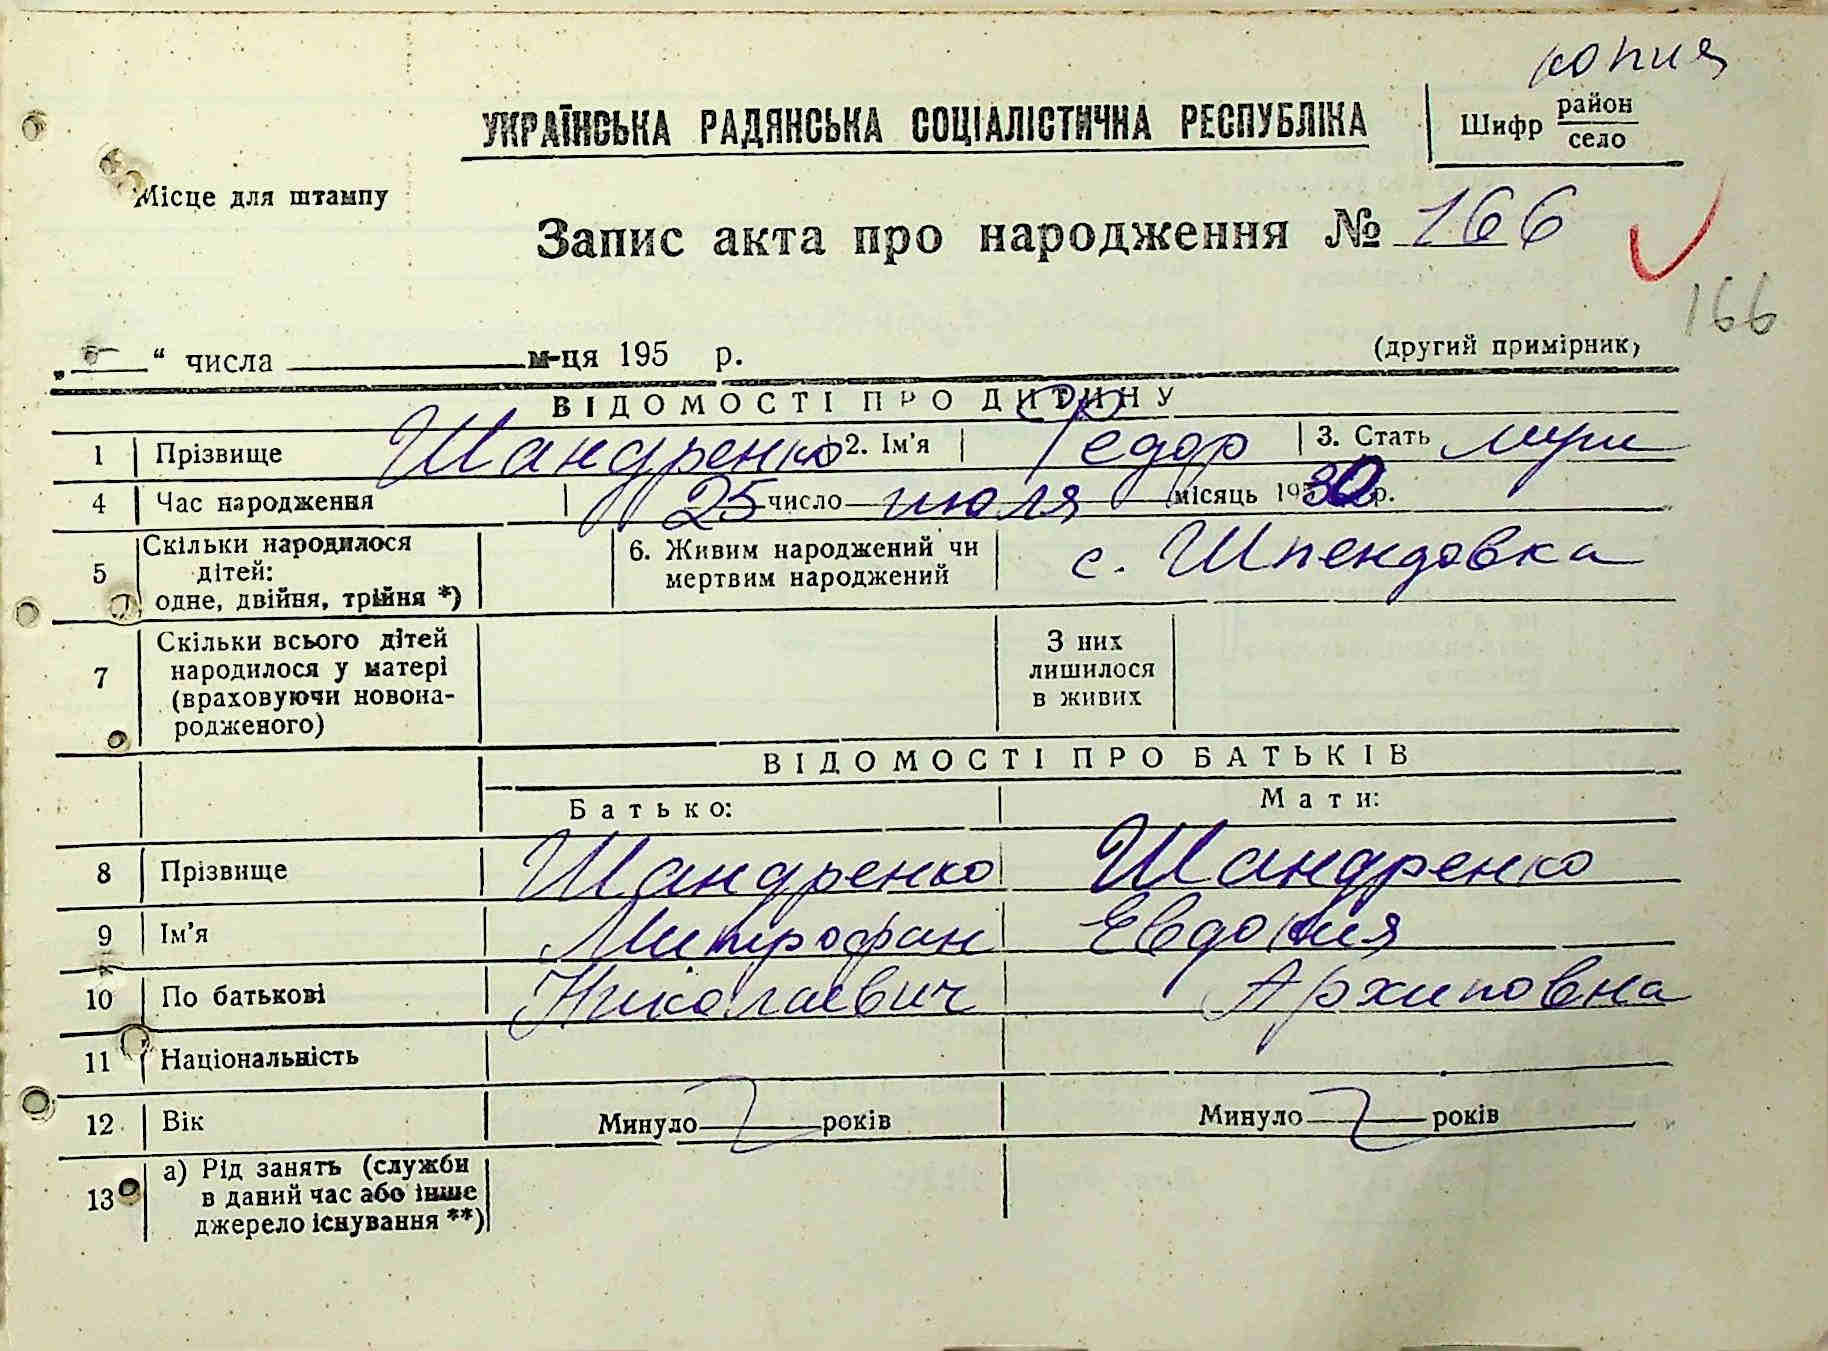 копия
УКРАЇНСЬКА РАДЯНСЬКА СОЦІАЛІСТИЧНА РЕСПУБЛІКА
Шифр район
село
Місце для штампу
Запис акта про народження № 166
166
„ “ числа м-ця 195 р. (другий примірник)
ВІДОМОСТІ ПРО ДИТИНУ
1 Прізвище Шандренко 2. Ім’я Федор 3. Стать муж
4 Час народження 25 число июля місяць 1930 р.
5 Скільки народилося дітей: одне, двійня, трійня *) 6. Живим народжений чи мертвим народжений с. Шпендовка
7 Скільки всього дітей народилося у матері (враховуючи новона-
родженого) З них лишилося в живих
ВІДОМОСТІ ПРО БАТЬКІВ
Батько: Мати:
8 Прізвище Шандренко Шандренко
9 Ім’я Митрофан Евдокия
10 По батькові Николаевич Архиповна
11 Національність
12 Вік Минуло років Минуло років
13 а) Рід занять (служби в даний час або інше джерело існування **)